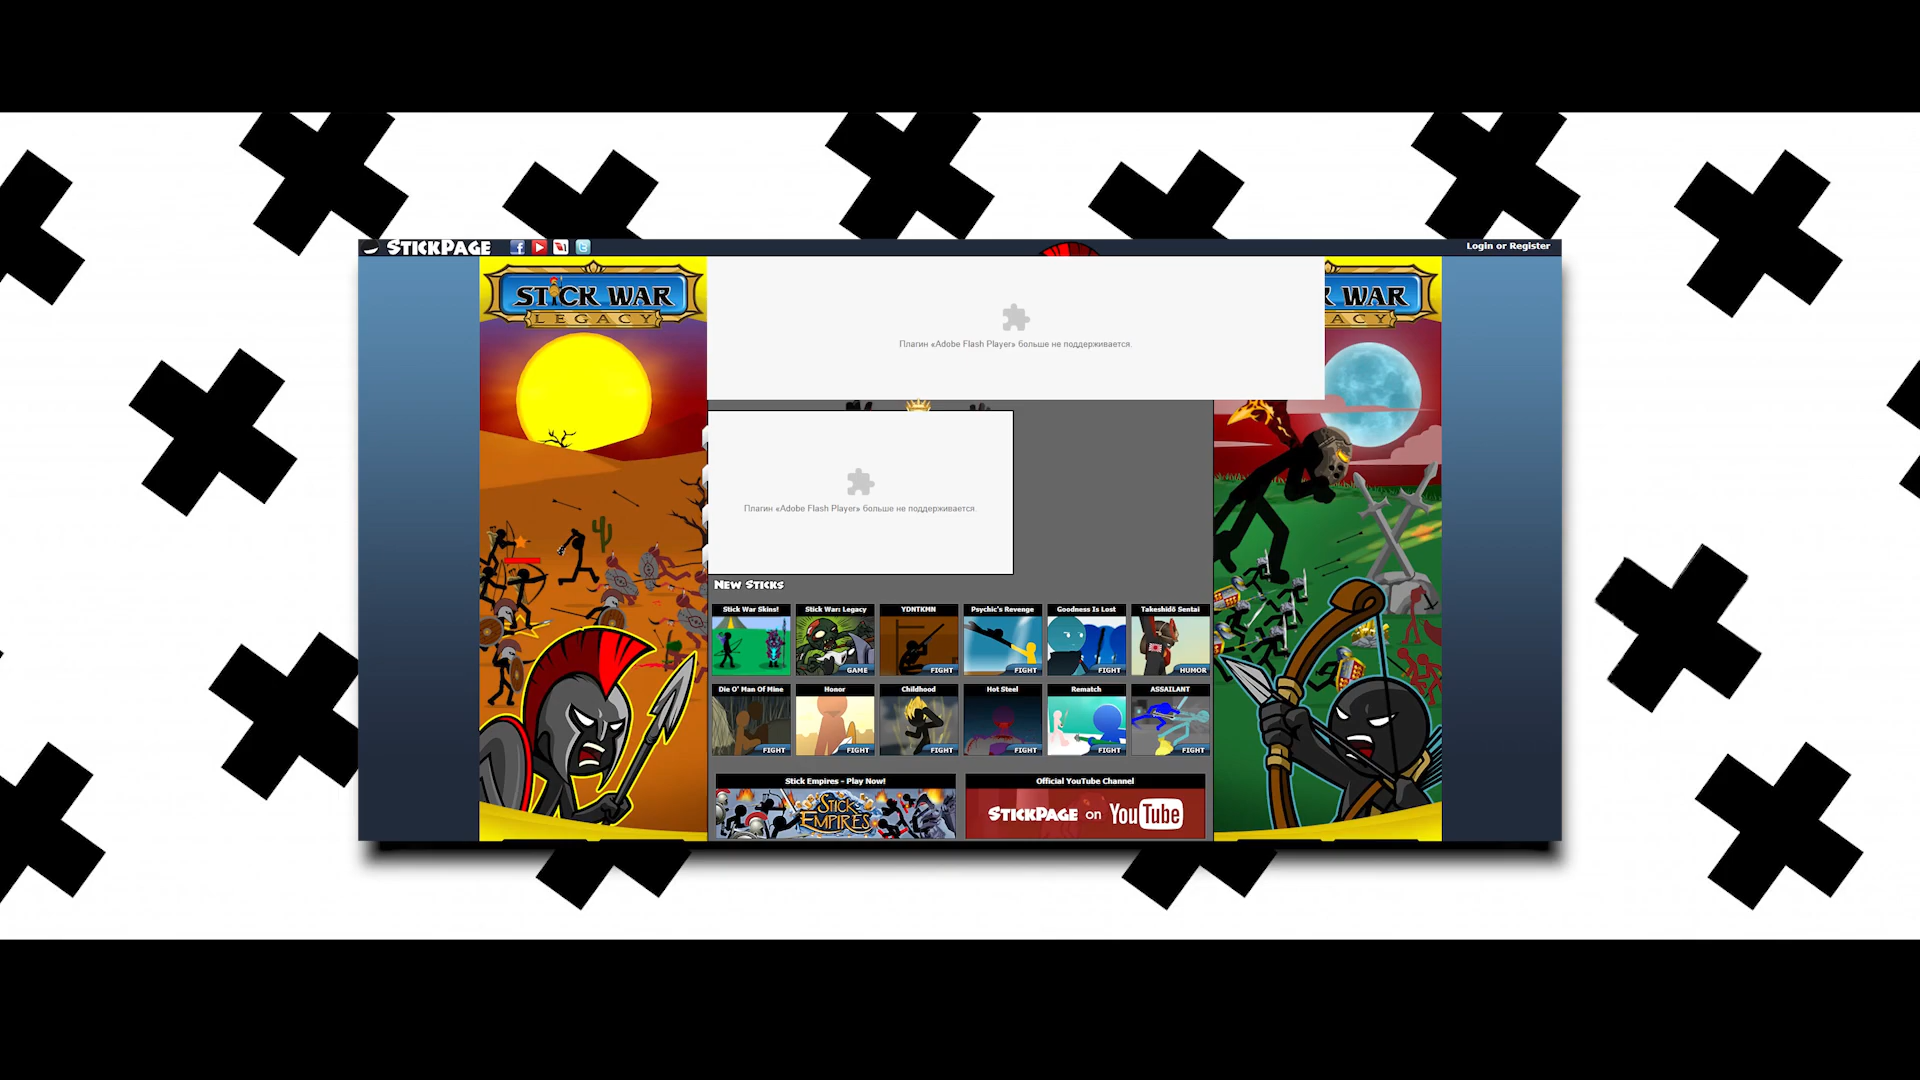 STICKPAGE
Login or Register
STICK WAR
LEGACY
K WAR
ACY
Плагин «Adobe Flash Player» больше не поддерживается.
Плагин «Adobe Flash Player» больше не поддерживается.
NEW STICKS
Stick War Skins!
Stick War: Legacy
YDNTKMN
Psychic's Revenge
Goodness Is Lost
Takeshidō Sentai
GAME
FIGHT
FIGHT
FIGHT
HUMOR
Die O' Man Of Mine
Honor
Childhood
Hot Steel
Rematch
ASSAILANT
FIGHT
FIGHT
FIGHT
FIGHT
FIGHT
FIGHT
Stick Empires - Play Now!
Official YouTube Channel
STICK
EMPIRES
STICKPAGE on YouTube